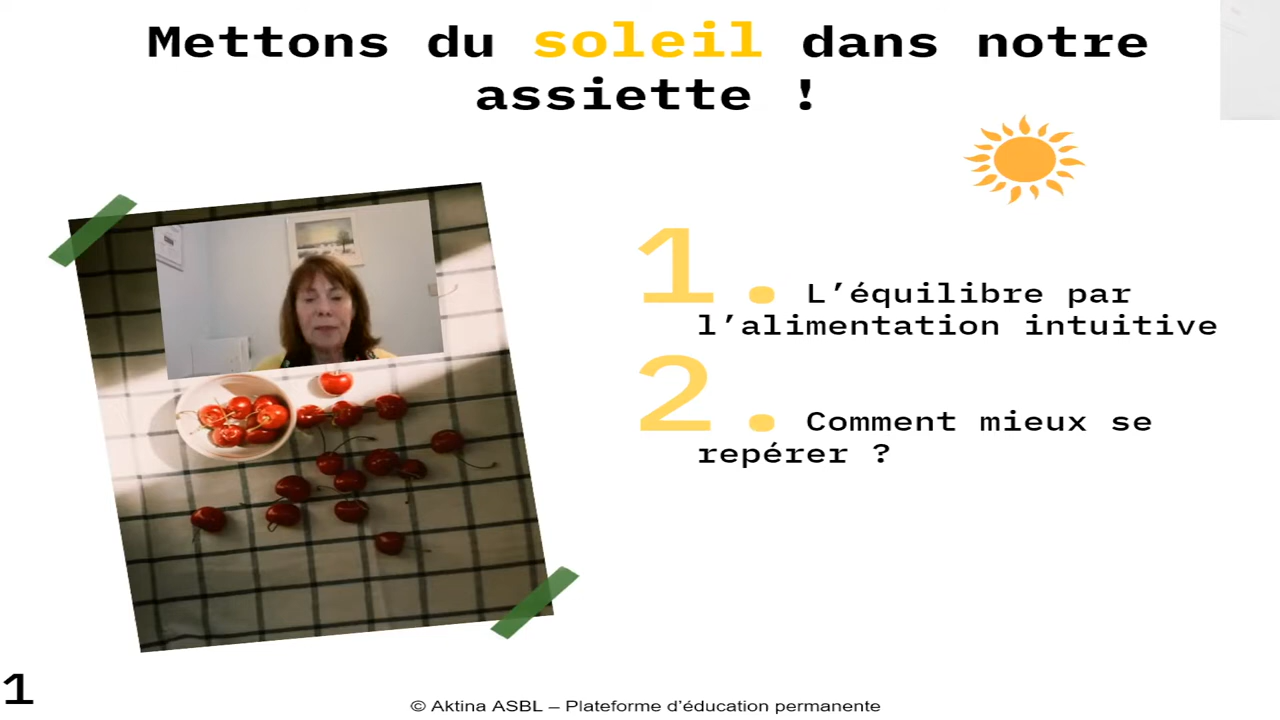 Mettons du soleil dans notre
assiette !
1. L’équilibre par
l’alimentation intuitive
2. Comment mieux se
repérer ?
1
© Aktina ASBL – Plateforme d’éducation permanente